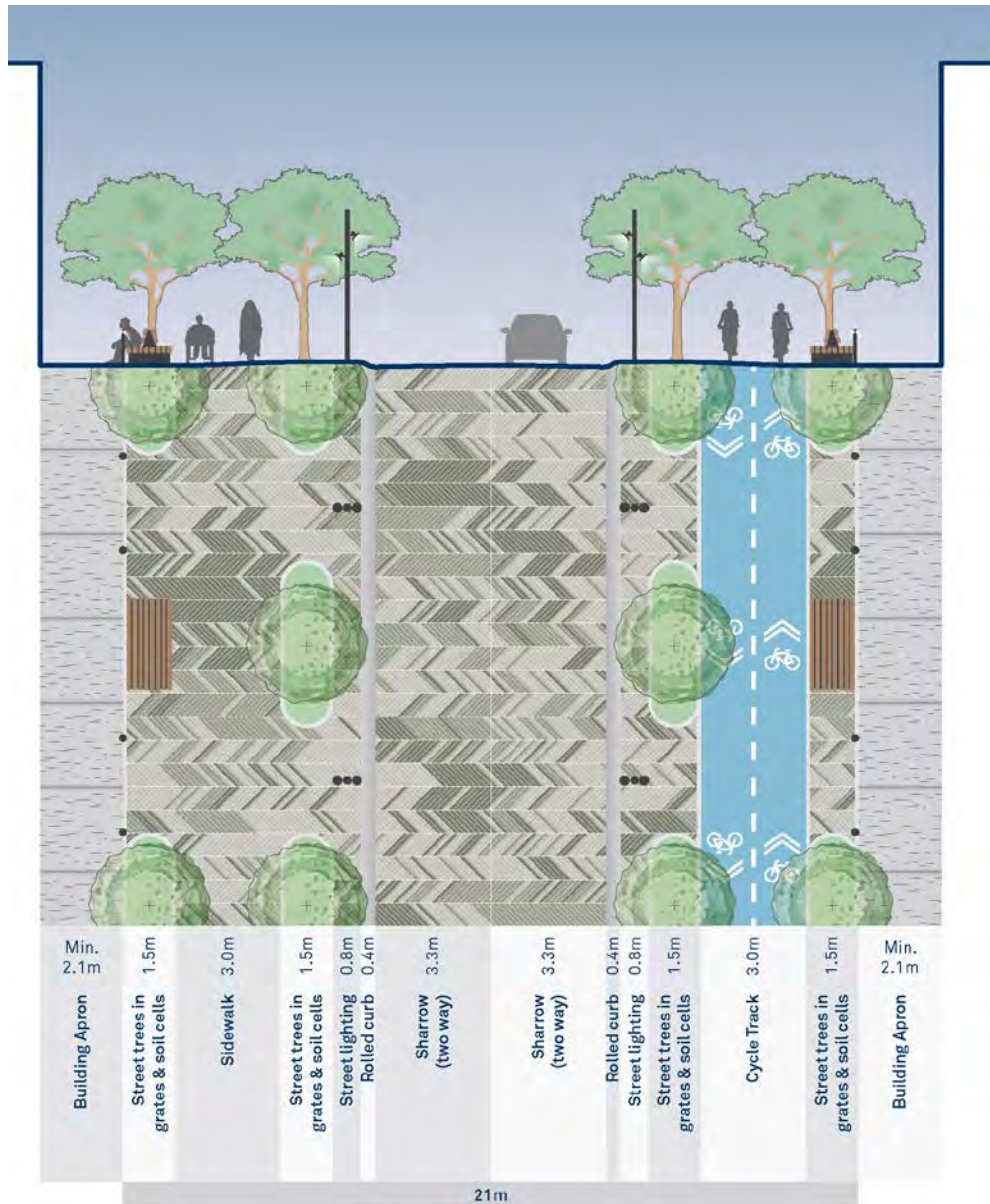 Min.
2.1m
1.5m
3.0m
1.5m
0.8m
0.4m
3.3m
3.3m
0.4m
0.8m
1.5m
3.0m
1.5m
Min.
2.1m
Building Apron
Street trees in
grates & soil cells
Sidewalk
Street trees in
grates & soil cells
Street lighting
Rolled curb
Sharrow
(two way)
Sharrow
(two way)
Rolled curb
Street lighting
Street trees in
grates & soil cells
Cycle Track
Street trees in
grates & soil cells
Building Apron
21m